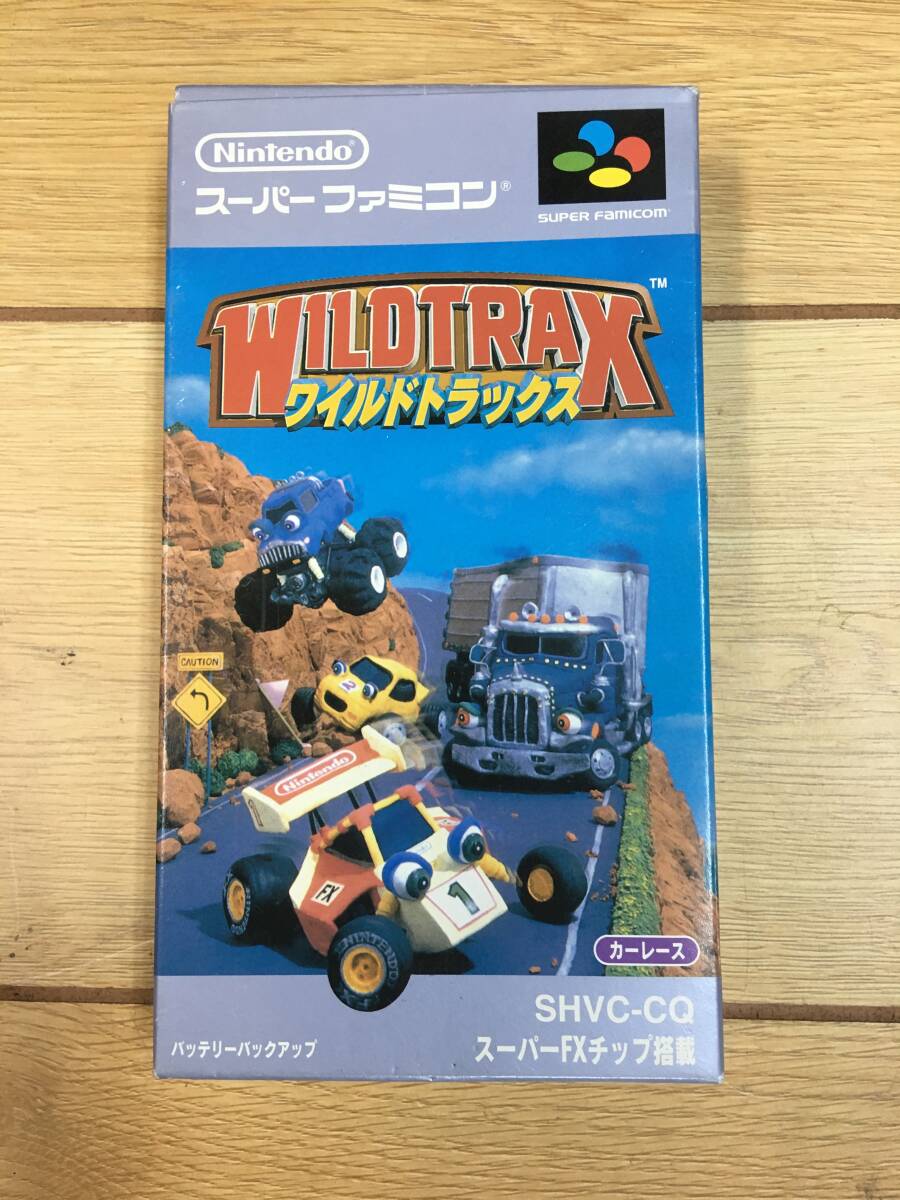 Nintendo®
スーパーファミコン®
SUPER FAMICOM
WILDTRAX™
ワイルドトラックス
CAUTION
2
Nintendo
FX
1
NINTENDO
カーレース
SHVC-CQ
バッテリーバックアップ
スーパーFXチップ搭載